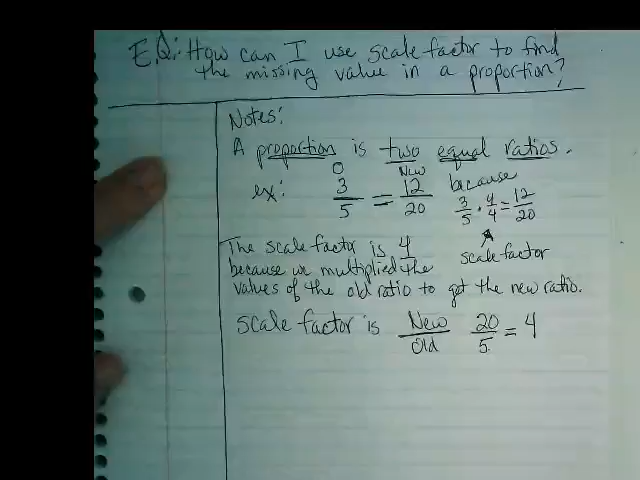 EQ: How can I use scale factor to find
the missing value in a proportion?
Notes:
A proportion is two equal ratios.
O New
ex: 3/5 = 12/20 because 3/5 · 4/4 = 12/20
The scale factor is 4 scale factor
because we multiplied the
values of the old ratio to get the new ratio.
Scale factor is New/Old 20/5 = 4